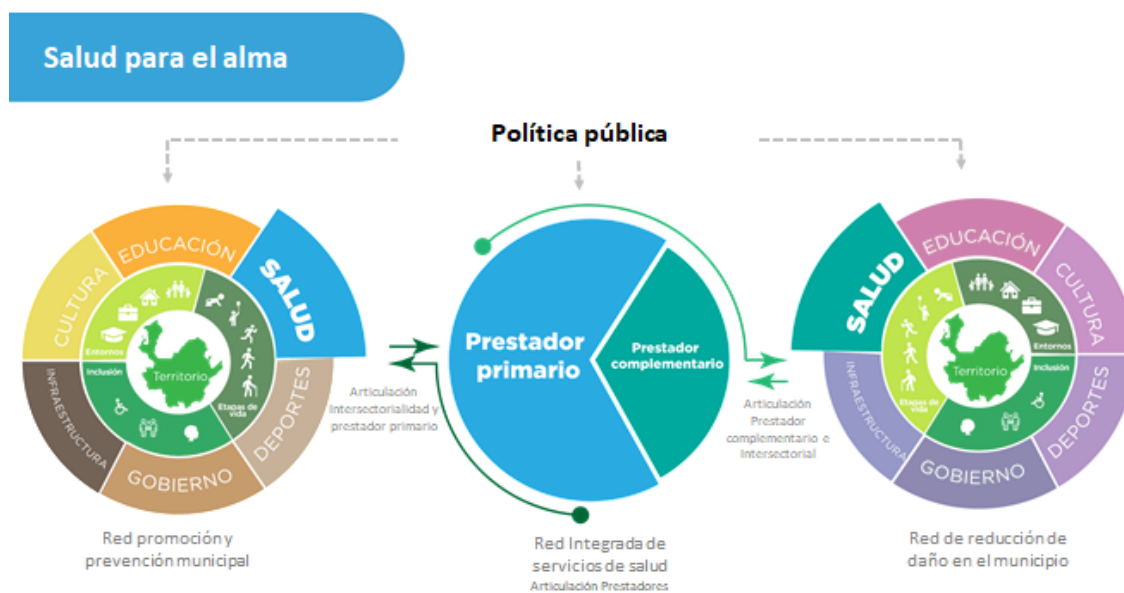 Salud para el alma
Política pública
EDUCACIÓN
SALUD
CULTURA
DEPORTES
INFRAESTRUCTURA
GOBIERNO
Entornos
Inclusión
Territorio
Etapas de
vida
Articulación
Intersectorialidad y
prestador primario
Prestador
primario
Prestador
complementario
Articulación
Prestador
complementario e
Intersectorial
SALUD
EDUCACIÓN
CULTURA
DEPORTES
GOBIERNO
INFRAESTRUCTURA
Entornos
Inclusión
Territorio
Etapas de
vida
Red promoción y
prevención municipal
Red Integrada de
servicios de salud
Articulación Prestadores
Red de reducción de
daño en el municipio